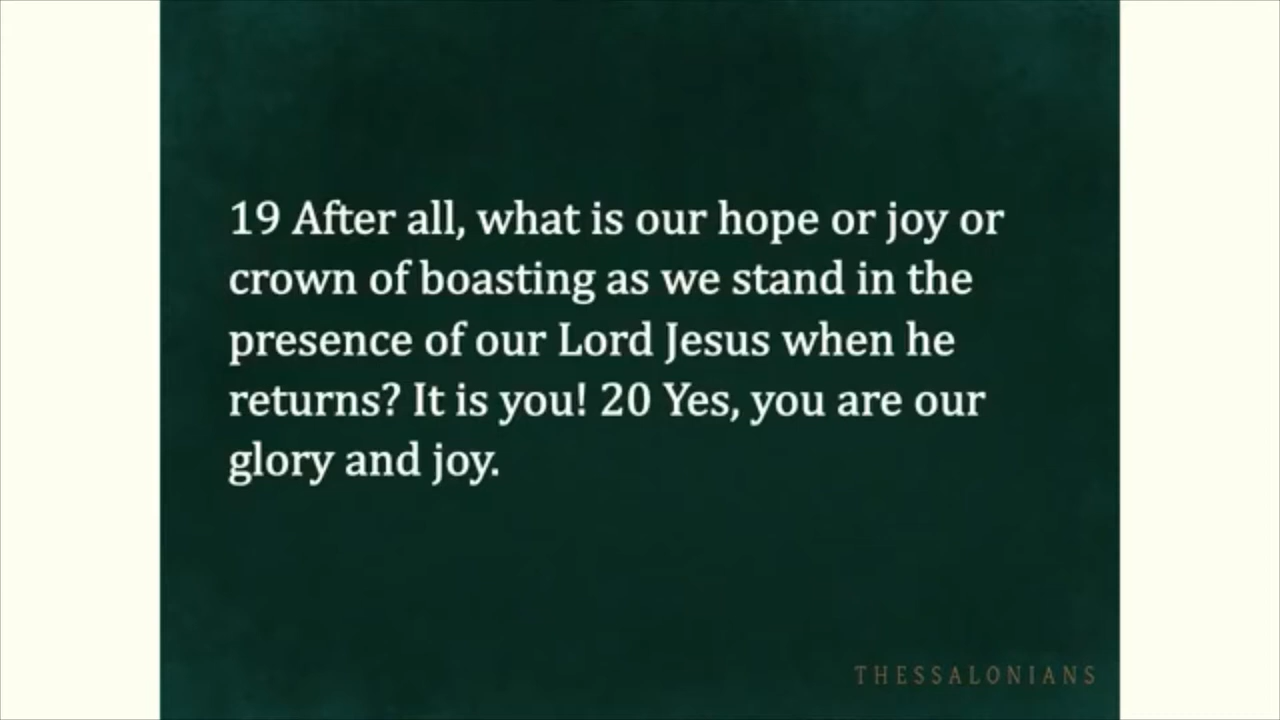 19 After all, what is our hope or joy or
crown of boasting as we stand in the
presence of our Lord Jesus when he
returns? It is you! 20 Yes, you are our
glory and joy.
THESSALONIANS